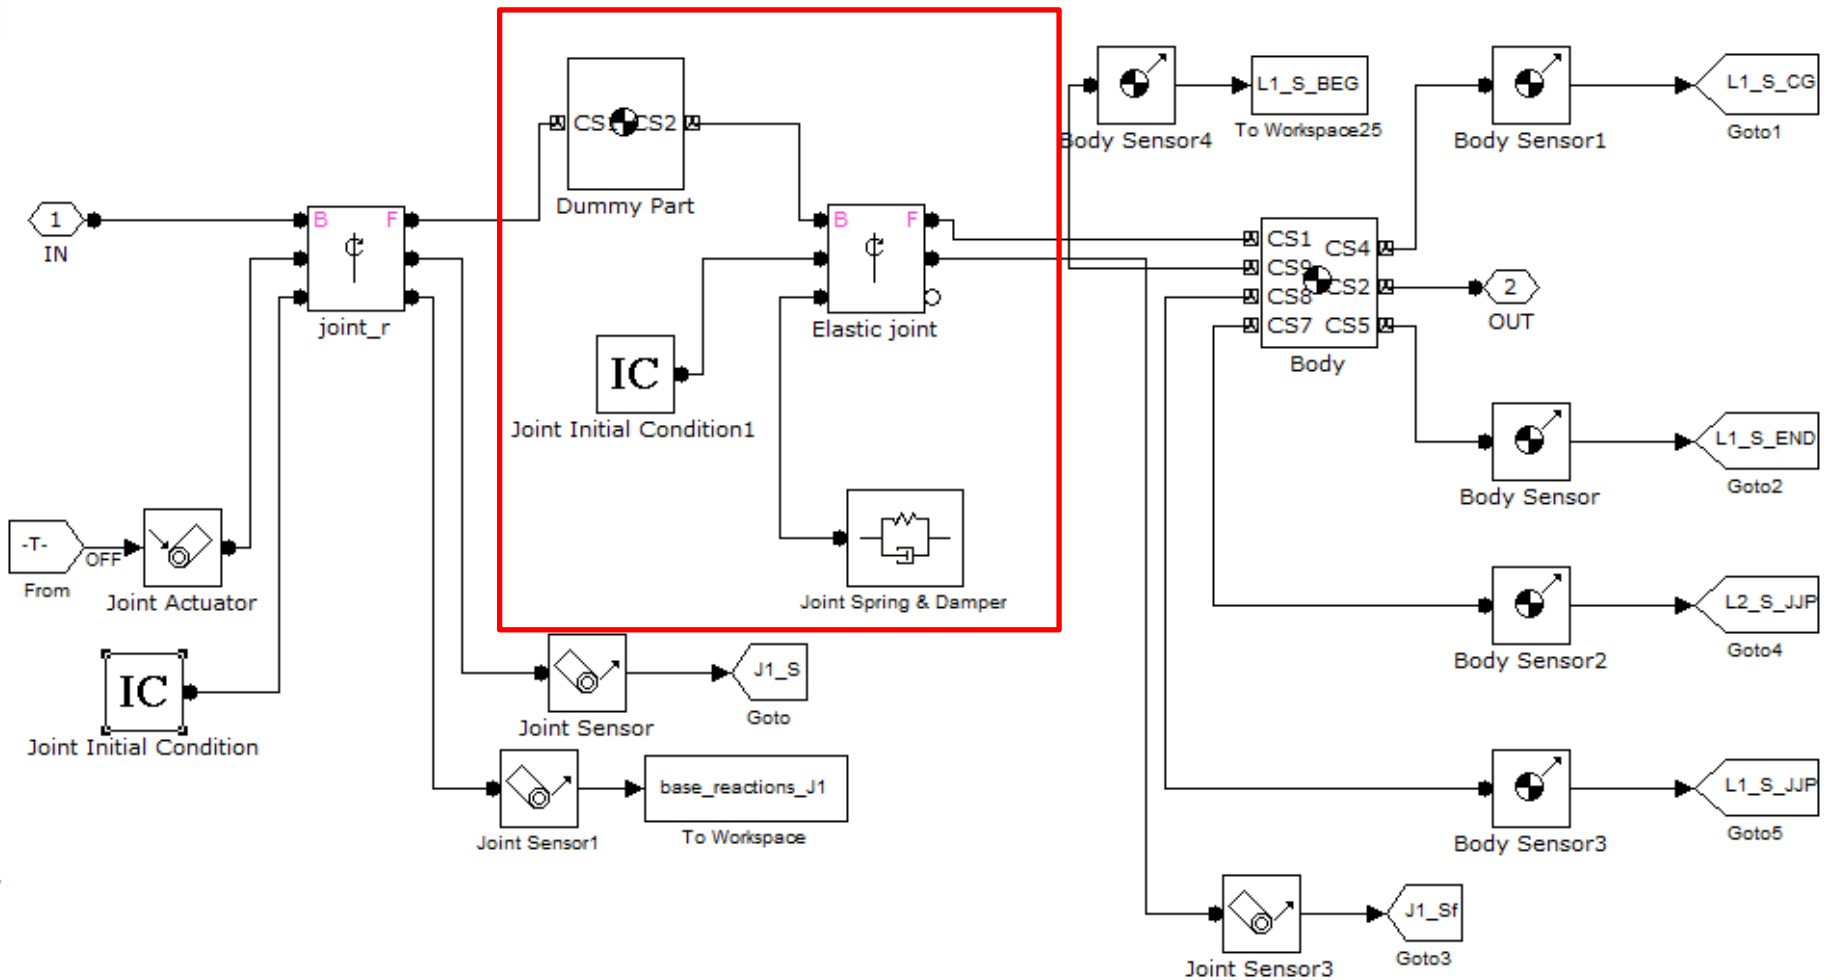 L1_S_BEG
To Workspace25
Body Sensor4
Body Sensor1
L1_S_CG
Goto1
CS1 CS2
Dummy Part
1
IN
B F
joint_r
B F
Elastic joint
IC
Joint Initial Condition1
Joint Spring & Damper
CS1
CS9
CS8
CS7
CS4
CS2
CS5
Body
2
OUT
Body Sensor
L1_S_END
Goto2
-T-
From
OFF
Joint Actuator
IC
Joint Initial Condition
Joint Sensor
J1_S
Goto
Joint Sensor1
base_reactions_J1
To Workspace
Body Sensor2
L2_S_JJP
Goto4
Body Sensor3
L1_S_JJP
Goto5
Joint Sensor3
J1_Sf
Goto3